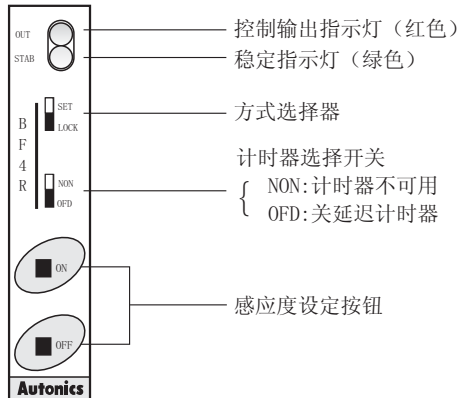 OUT
控制输出指示灯（红色）
STAB
稳定指示灯（绿色）
SET
LOCK
方式选择器
BF4R
计时器选择开关
NON
NON:计时器不可用
OFD
OFD:关延迟计时器
ON
感应度设定按钮
OFF
Autonics